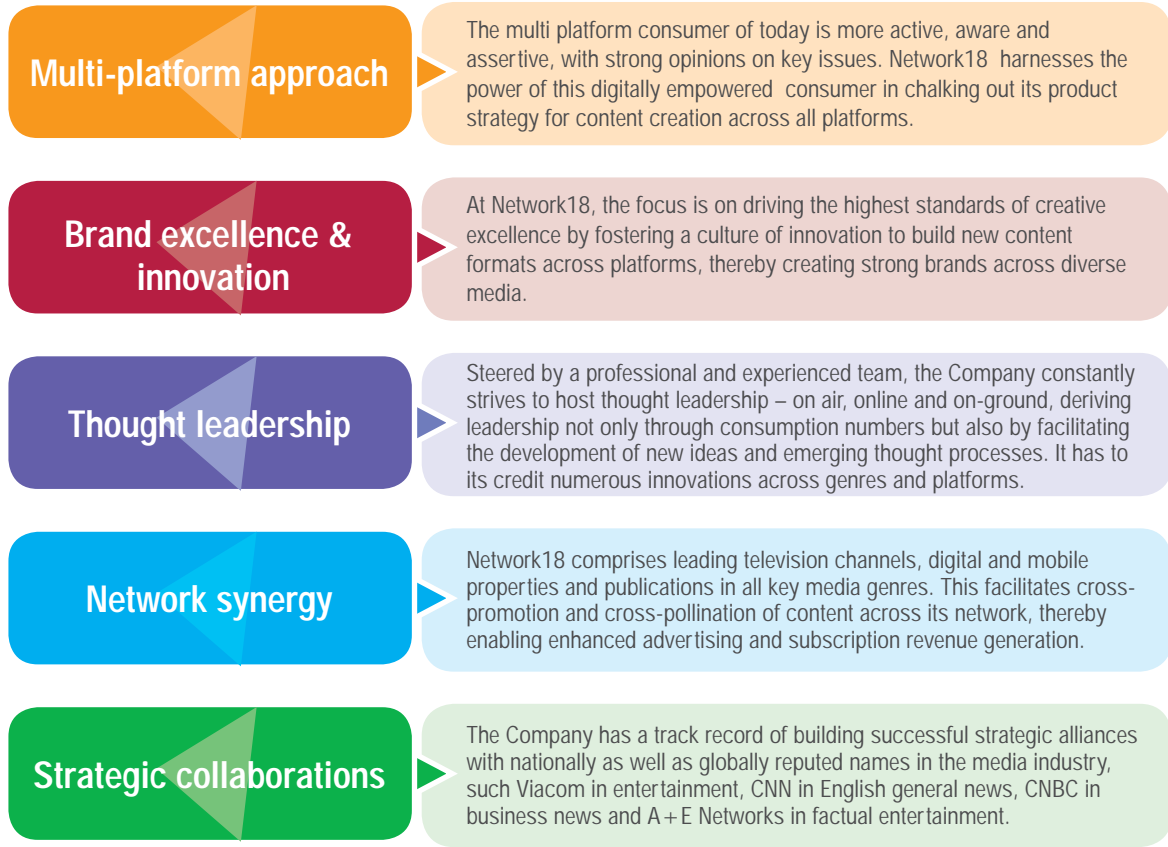 Multi-platform approach
The multi platform consumer of today is more active, aware and
assertive, with strong opinions on key issues. Network18 harnesses the
power of this digitally empowered consumer in chalking out its product
strategy for content creation across all platforms.
Brand excellence &
innovation
At Network18, the focus is on driving the highest standards of creative
excellence by fostering a culture of innovation to build new content
formats across platforms, thereby creating strong brands across diverse
media.
Thought leadership
Steered by a professional and experienced team, the Company constantly
strives to host thought leadership – on air, online and on-ground, deriving
leadership not only through consumption numbers but also by facilitating
the development of new ideas and emerging thought processes. It has to
its credit numerous innovations across genres and platforms.
Network synergy
Network18 comprises leading television channels, digital and mobile
properties and publications in all key media genres. This facilitates cross-
promotion and cross-pollination of content across its network, thereby
enabling enhanced advertising and subscription revenue generation.
Strategic collaborations
The Company has a track record of building successful strategic alliances
with nationally as well as globally reputed names in the media industry,
such Viacom in entertainment, CNN in English general news, CNBC in
business news and A+E Networks in factual entertainment.